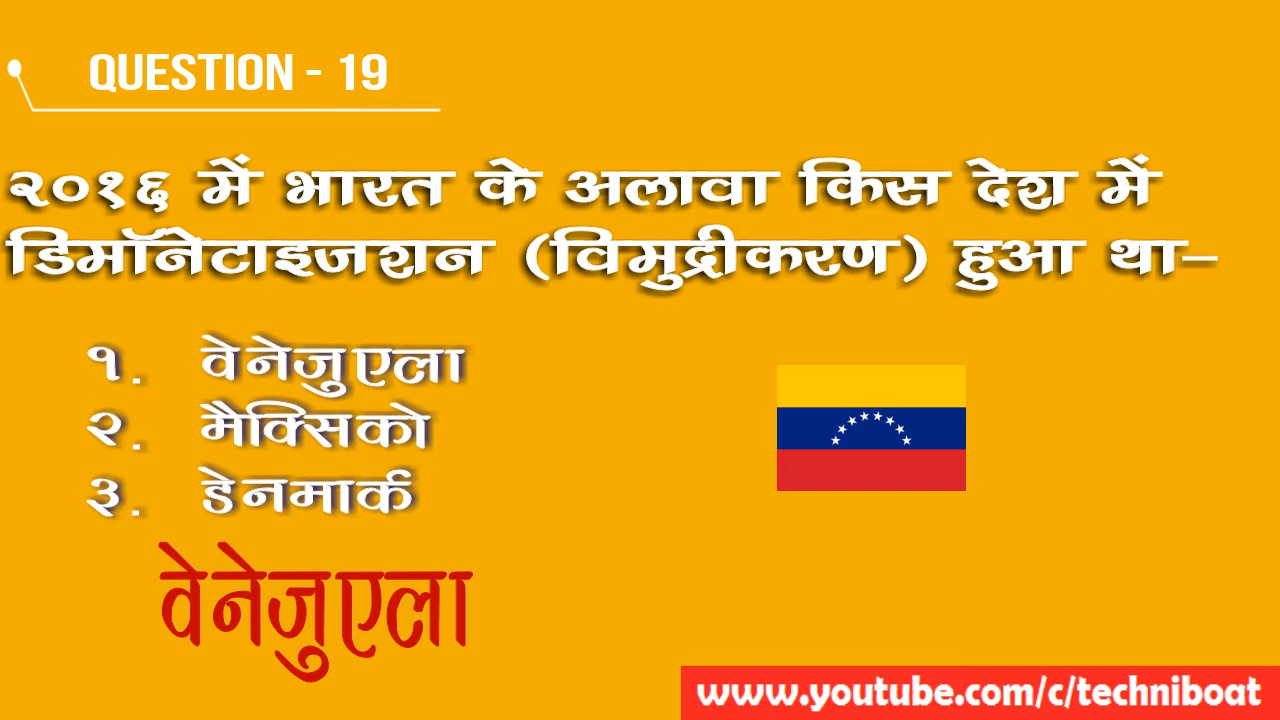 QUESTION - 19
२०१६ में भारत के अलावा किस देश में
डिमॉनेटाइजशन (विमुद्रीकरण) हुआ था–
१. वेनेजुएला
२. मैक्सिको
३. डेनमार्क
वेनेजुएला
www.youtube.com/c/techniboat